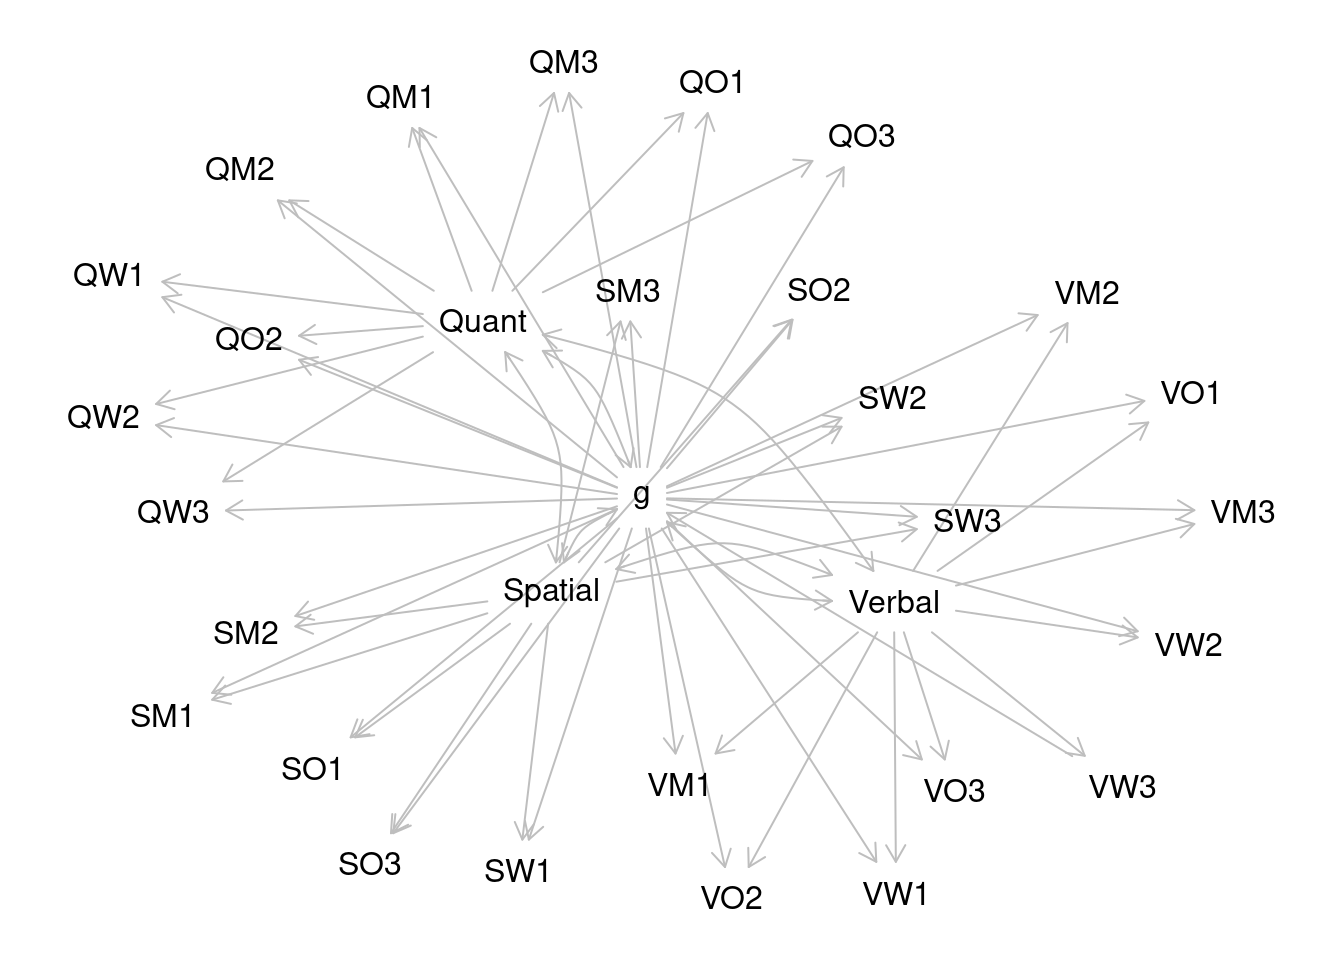 QM3
QO1
QM1
QO3
QM2
QW1
SM3
SO2
VM2
Quant
QO2
VO1
SW2
QW2
g
QW3
VM3
SW3
Spatial
Verbal
SM2
VW2
SM1
SO1
VM1
VW3
VO3
SO3
SW1
VW1
VO2